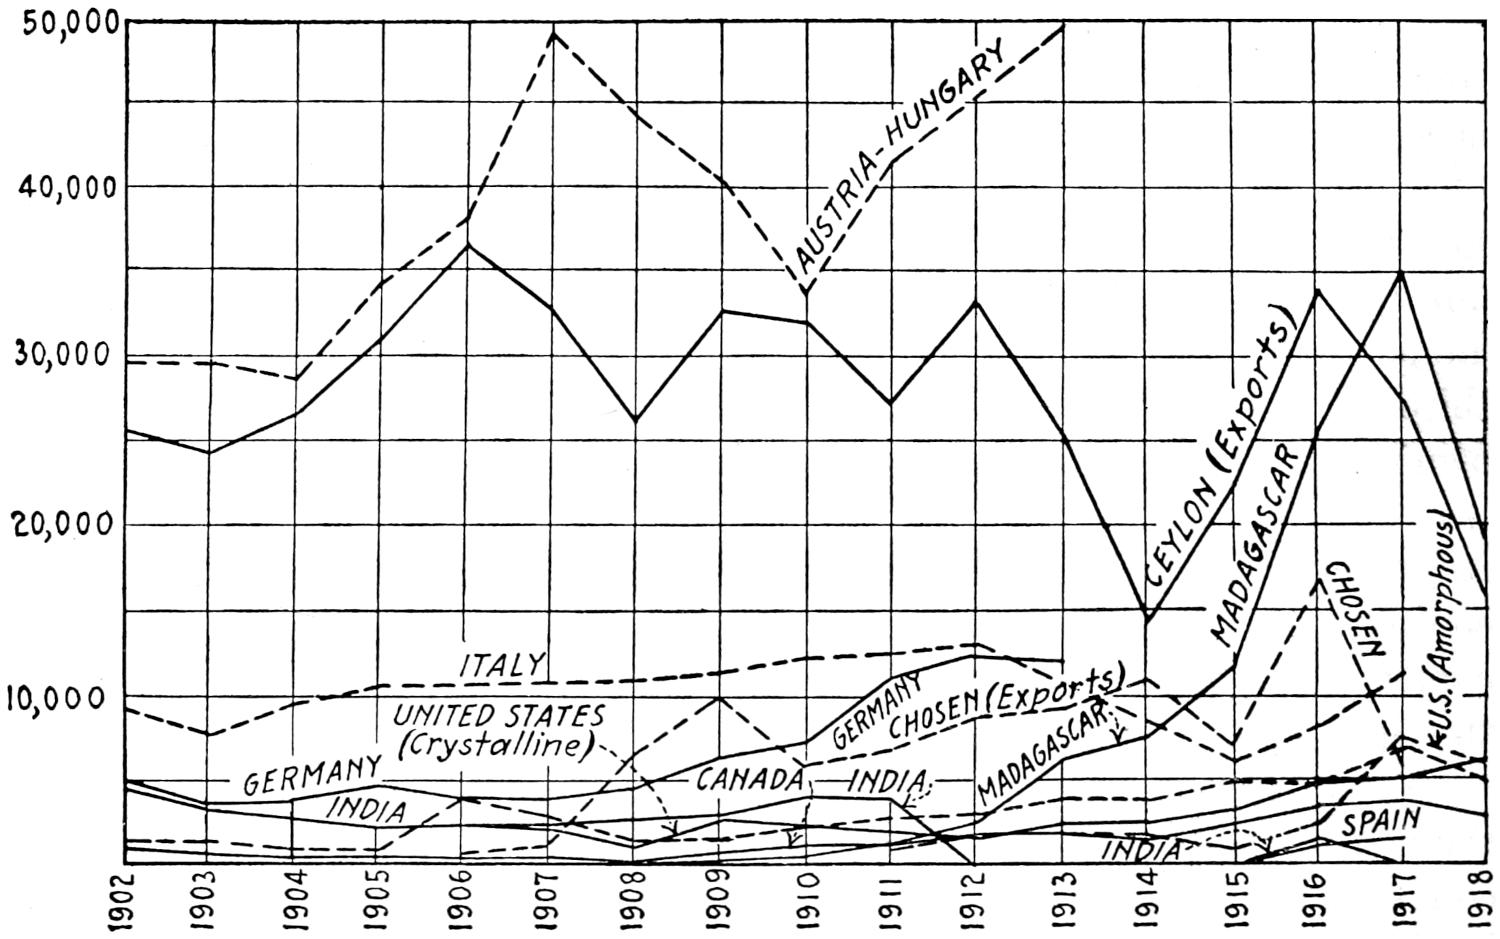 50,000
40,000
30,000
20,000
10,000
AUSTRIA-HUNGARY
CEYLON (Exports)
MADAGASCAR
CHOSEN
U.S. (Amorphous)
ITALY
UNITED STATES
(Crystalline)
GERMANY
INDIA
GERMANY
CHOSEN (Exports)
MADAGASCAR
CANADA
INDIA
INDIA
SPAIN
1902
1903
1904
1905
1906
1907
1908
1909
1910
1911
1912
1913
1914
1915
1916
1917
1918